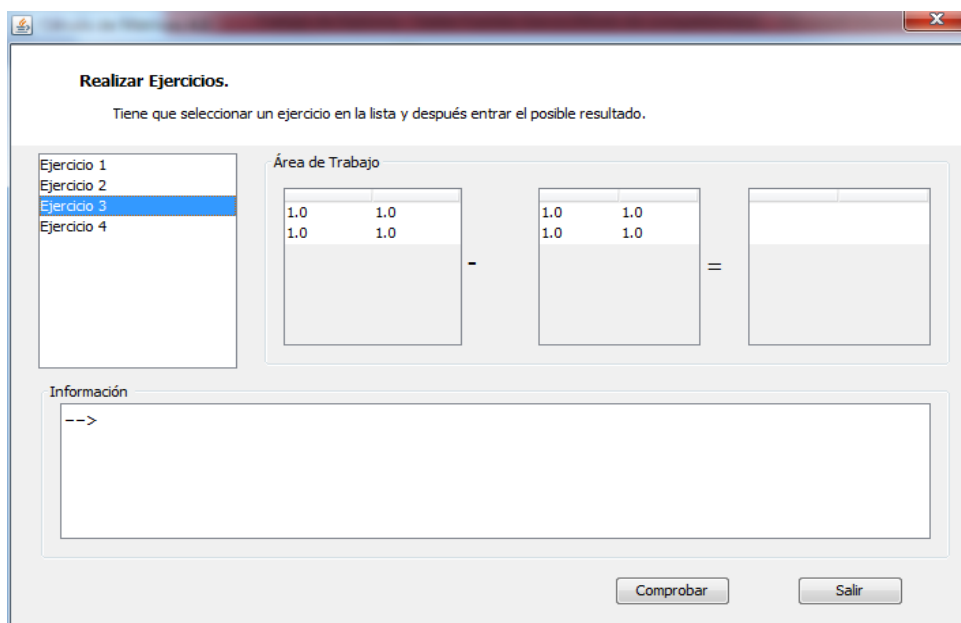 Realizar Ejercicios.
Tiene que seleccionar un ejercicio en la lista y después entrar el posible resultado.
Ejercicio 1
Ejercicio 2
Ejercicio 3
Ejercicio 4
Área de Trabajo
1.0 1.0 1.0 1.0
1.0 1.0 1.0 1.0
- =
Información
-->
Comprobar Salir